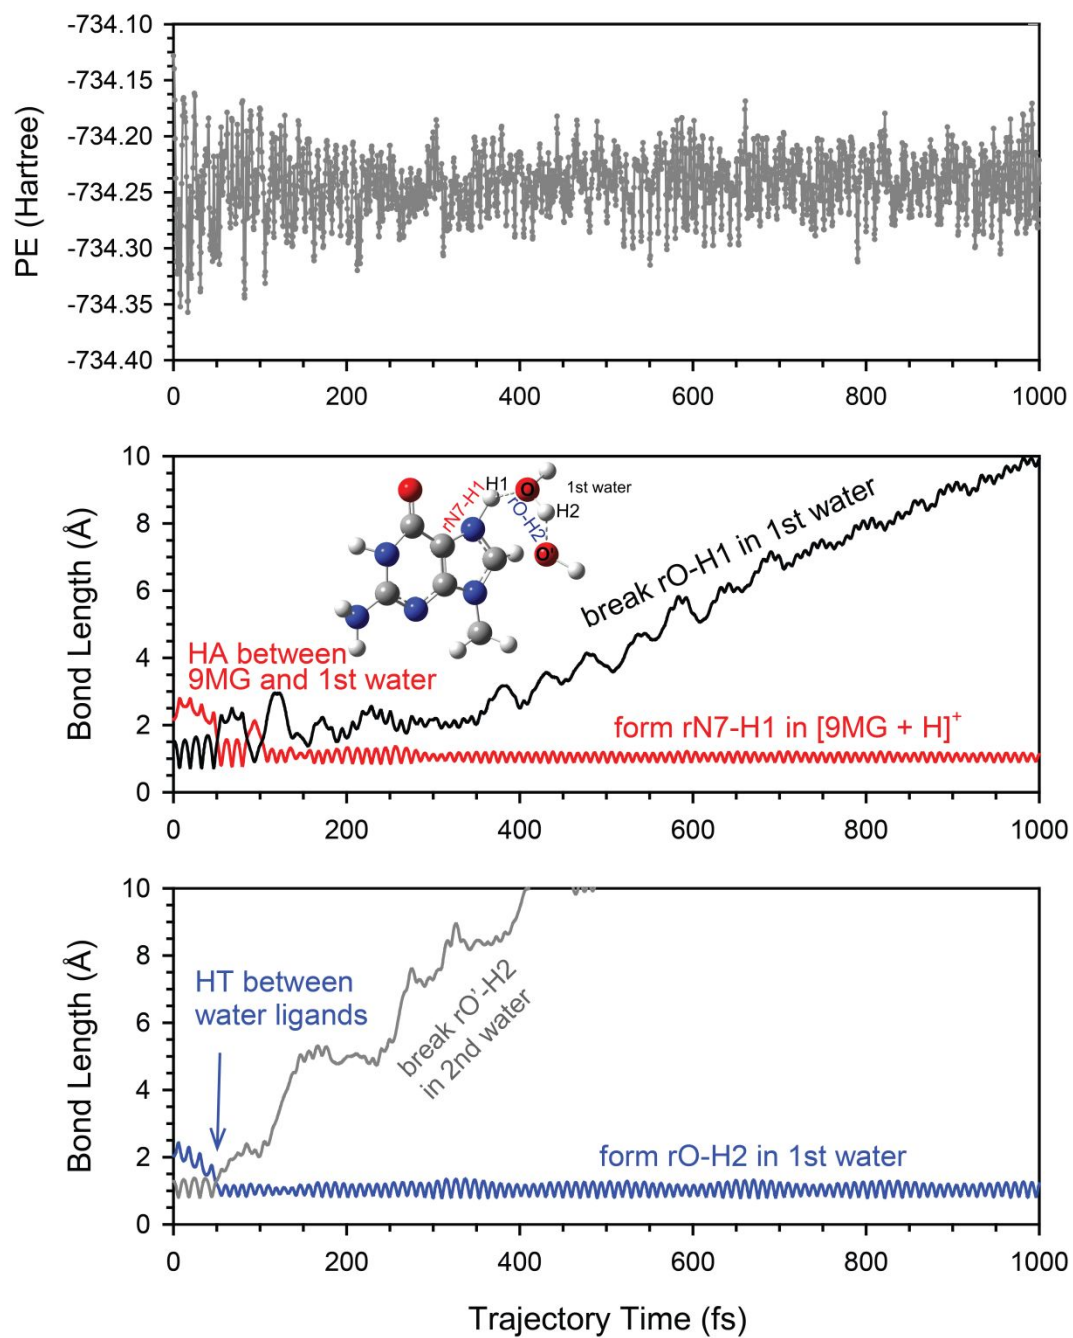 PE (Hartree)
-734.10
-734.15
-734.20
-734.25
-734.30
-734.35
-734.40
0
200
400
600
800
1000
Bond Length (Å)
10
8
6
4
2
0
rN7-H1
H1
O
1st water
rO-H2
H2
O'
break rO-H1 in 1st water
HA between
9MG and 1st water
form rN7-H1 in [9MG + H]⁺
0
200
400
600
800
1000
Bond Length (Å)
10
8
6
4
2
0
HT between
water ligands
break rO'-H2
in 2nd water
form rO-H2 in 1st water
0
200
400
600
800
1000
Trajectory Time (fs)